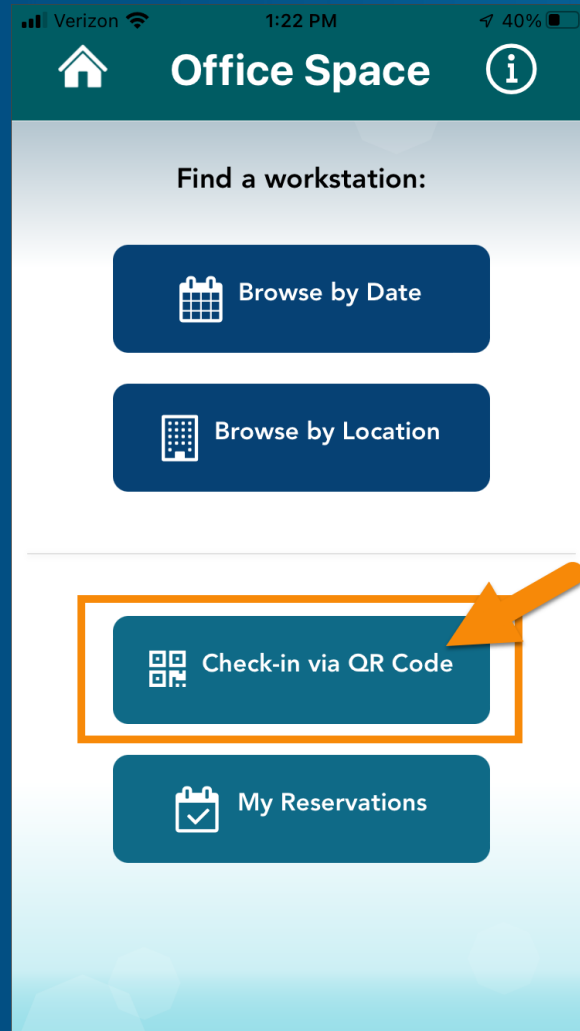 Verizon 1:22 PM 40%
Office Space
Find a workstation:
Browse by Date
Browse by Location
Check-in via QR Code
My Reservations